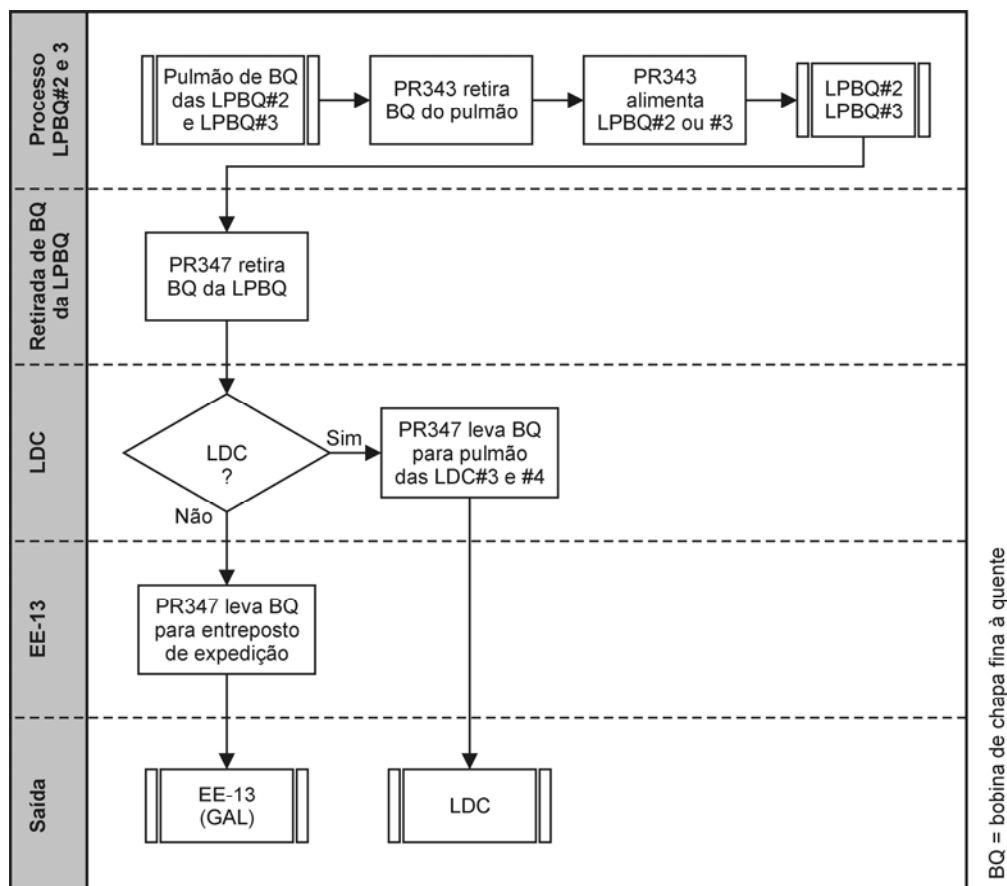 Processo
LPBQ#2 e 3
Pulmão de BQ
das LPBQ#2
e LPBQ#3
PR343 retira
BQ do pulmão
PR343
alimenta
LPBQ#2 ou #3
LPBQ#2
LPBQ#3
Retirada de BQ
da LPBQ
PR347 retira
BQ da LPBQ
LDC
LDC
?
Sim
Não
PR347 leva BQ
para pulmão
das LDC#3 e #4
EE-13
PR347 leva BQ
para entreposto
de expedição
Saída
EE-13
(GAL)
LDC
BQ = bobina de chapa fina à quente